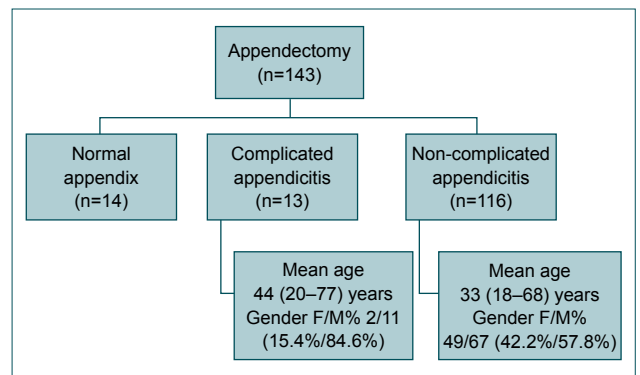 Appendectomy
(n=143)
Normal
appendix
(n=14)
Complicated
appendicitis
(n=13)
Non-complicated
appendicitis
(n=116)
Mean age
44 (20–77) years
Gender F/M% 2/11
(15.4%/84.6%)
Mean age
33 (18–68) years
Gender F/M%
49/67 (42.2%/57.8%)